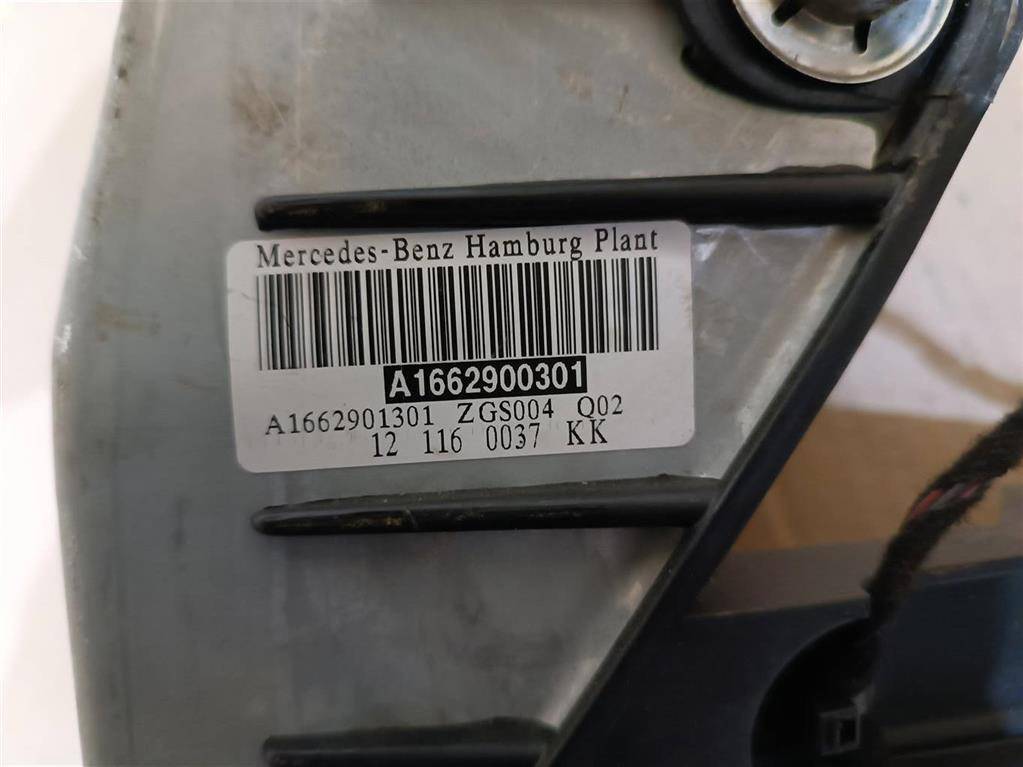 Mercedes-Benz Hamburg Plant
A1662900301
A1662901301 ZGS004 Q02
12 116 0037 KK